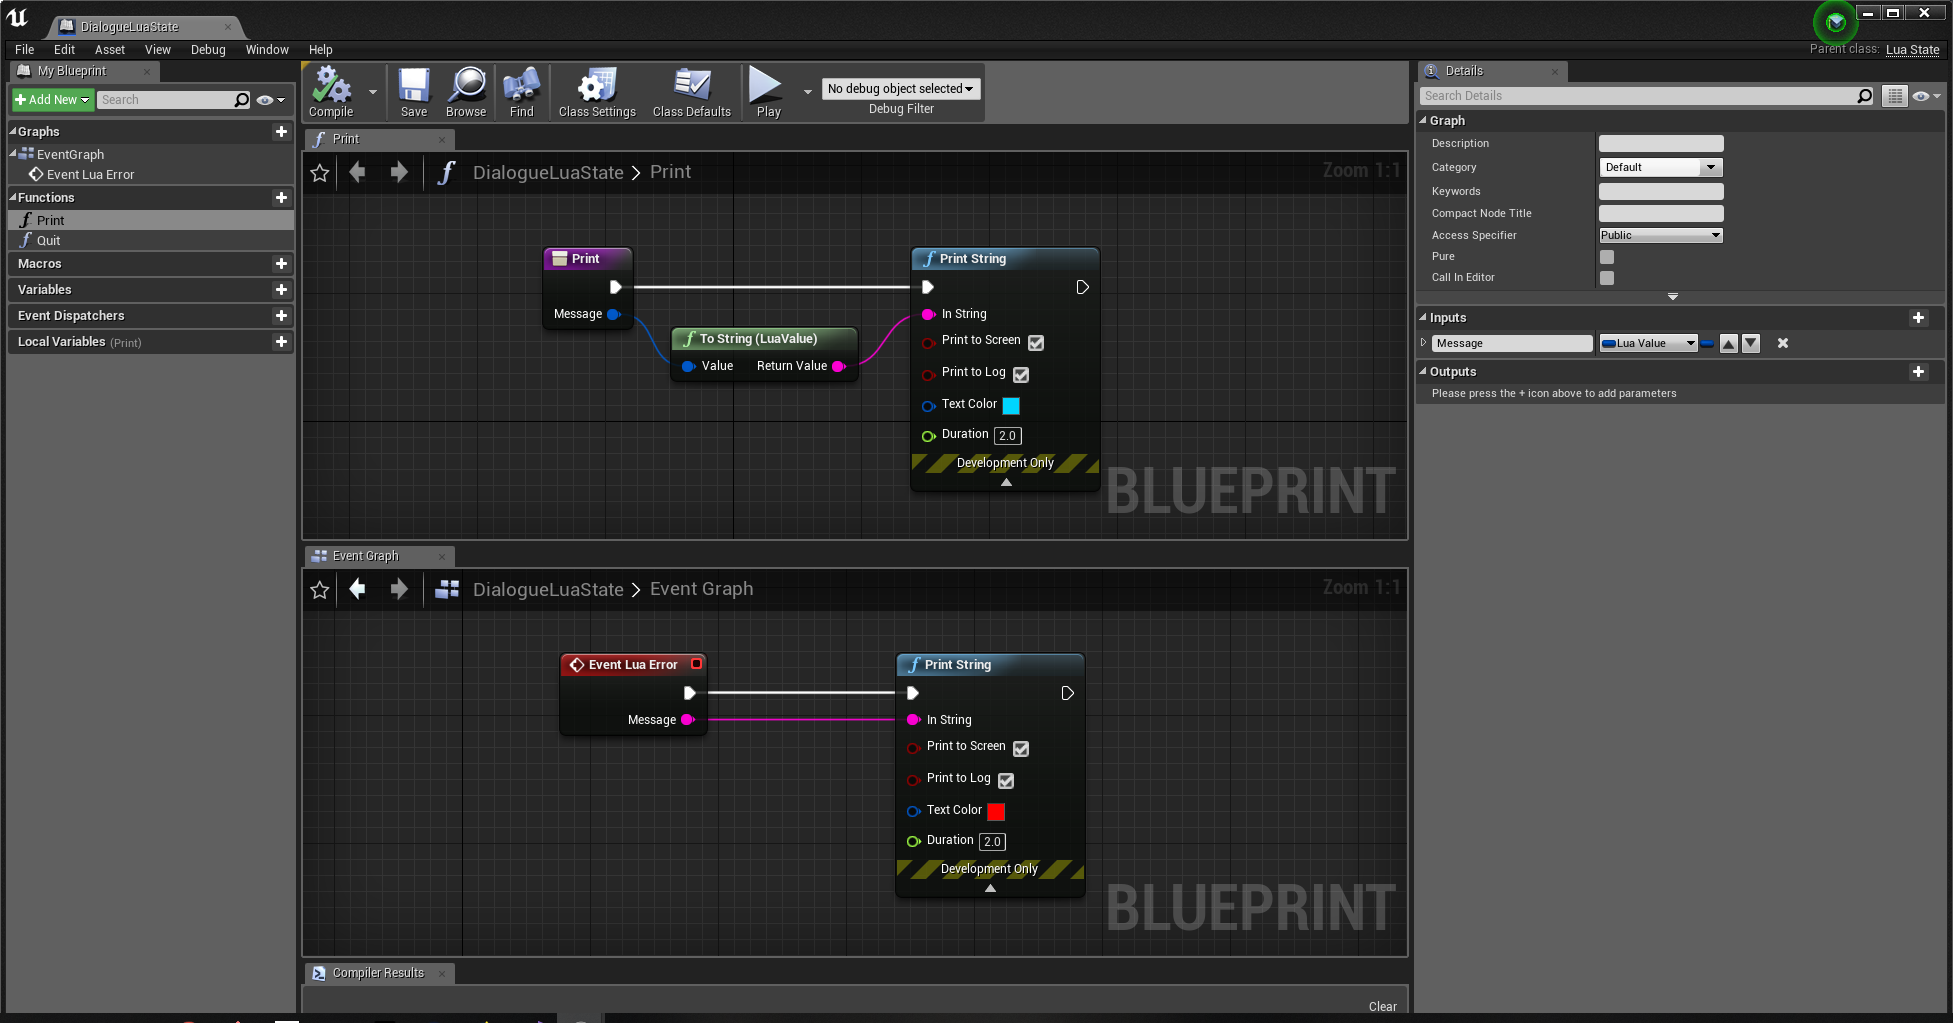 DialogueLuaState
File Edit Asset View Debug Window Help
Parent class: Lua State
My Blueprint
Add New Search
Graphs
EventGraph
Event Lua Error
Functions
Print
Quit
Macros
Variables
Event Dispatchers
Local Variables (Print)
Compile Save Browse Find Class Settings Class Defaults Play
No debug object selected
Debug Filter
Print
DialogueLuaState > Print
Zoom 1:1
Print
Message
To String (LuaValue)
Value Return Value
Print String
In String
Print to Screen
Print to Log
Text Color
Duration 2.0
Development Only
BLUEPRINT
Event Graph
DialogueLuaState > Event Graph
Zoom 1:1
Event Lua Error
Message
Print String
In String
Print to Screen
Print to Log
Text Color
Duration 2.0
Development Only
BLUEPRINT
Compiler Results
Clear
Details
Search Details
Graph
Description
Category Default
Keywords
Compact Node Title
Access Specifier Public
Pure
Call In Editor
Inputs
Message Lua Value
Outputs
Please press the + icon above to add parameters